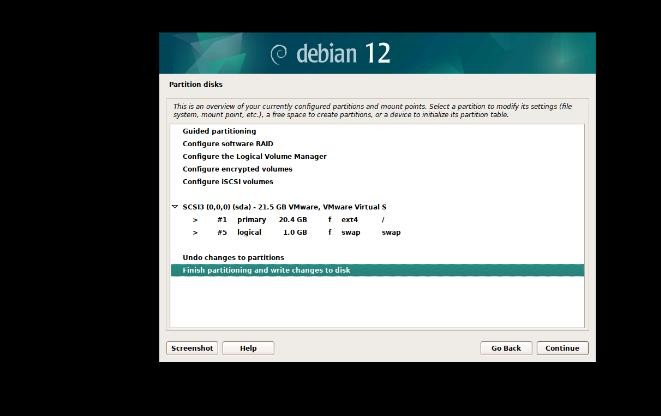 debian 12
Partition disks
This is an overview of your currently configured partitions and mount points. Select a partition to modify its settings (file
system, mount point, etc.), a free space to create partitions, or a device to initialize its partition table.
Guided partitioning
Configure software RAID
Configure the Logical Volume Manager
Configure encrypted volumes
Configure iSCSI volumes
SCSI3 (0,0,0) (sda) - 21.5 GB VMware, VMware Virtual S
> #1 primary 20.4 GB f ext4 /
> #5 logical 1.0 GB f swap swap
Undo changes to partitions
Finish partitioning and write changes to disk
Screenshot Help Go Back Continue